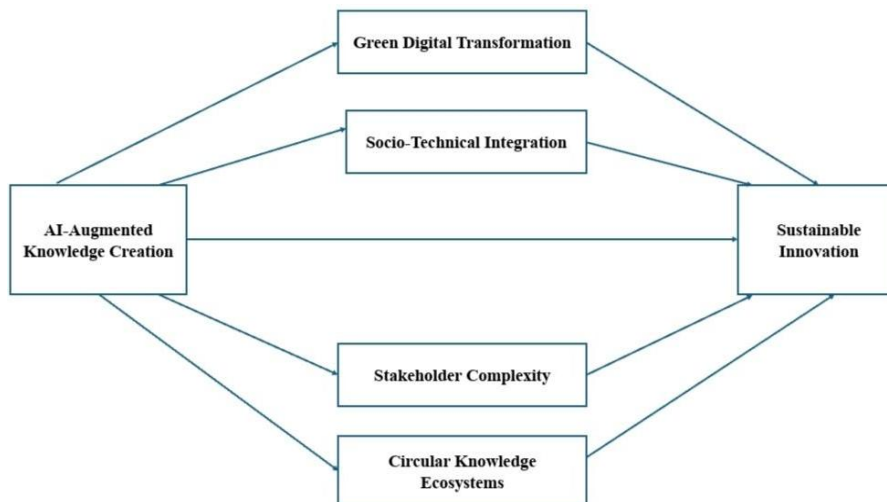 Green Digital Transformation
Socio-Technical Integration
AI-Augmented
Knowledge Creation
Sustainable
Innovation
Stakeholder Complexity
Circular Knowledge
Ecosystems